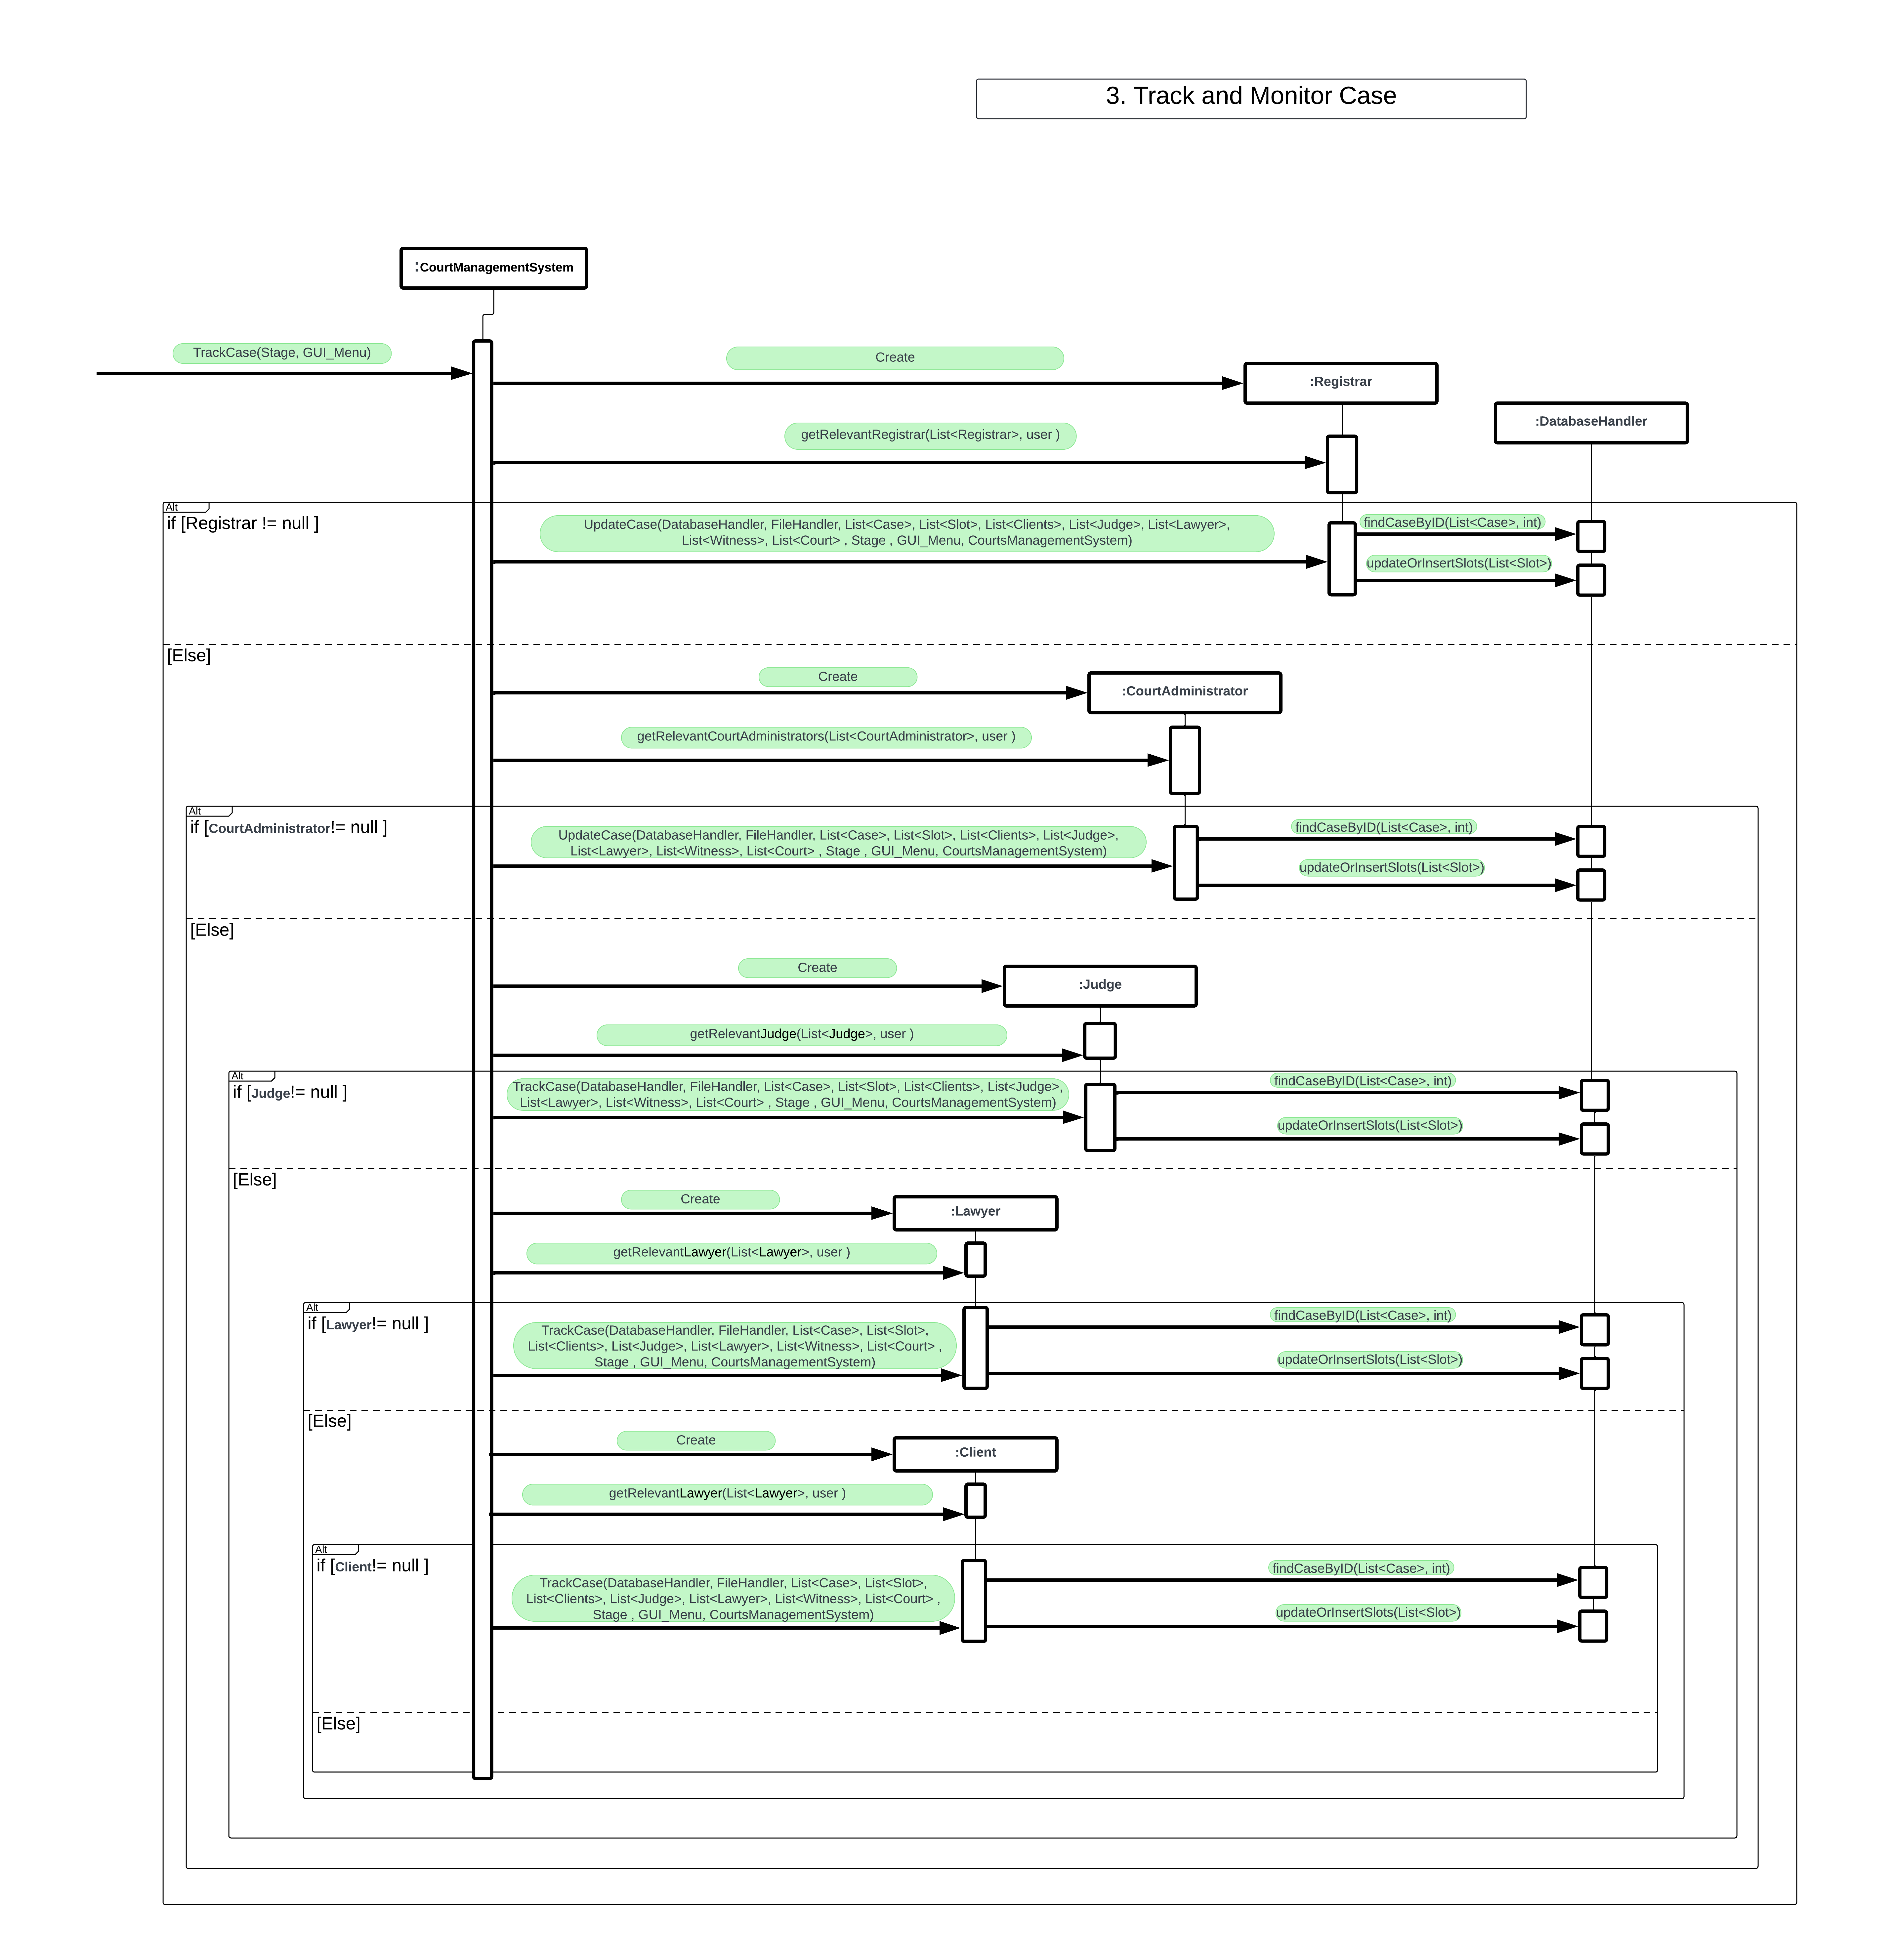 3. Track and Monitor Case
:CourtManagementSystem
TrackCase(Stage, GUI_Menu)
Create
:Registrar
:DatabaseHandler
getRelevantRegistrar(List<Registrar>, user )
Alt
if [Registrar != null ]
UpdateCase(DatabaseHandler, FileHandler, List<Case>, List<Slot>, List<Clients>, List<Judge>, List<Lawyer>,
List<Witness>, List<Court> , Stage , GUI_Menu, CourtsManagementSystem)
findCaseByID(List<Case>, int)
updateOrInsertSlots(List<Slot>)
[Else]
Create
:CourtAdministrator
getRelevantCourtAdministrators(List<CourtAdministrator>, user )
Alt
if [CourtAdministrator!= null ]
UpdateCase(DatabaseHandler, FileHandler, List<Case>, List<Slot>, List<Clients>, List<Judge>,
List<Lawyer>, List<Witness>, List<Court> , Stage , GUI_Menu, CourtsManagementSystem)
findCaseByID(List<Case>, int)
updateOrInsertSlots(List<Slot>)
[Else]
Create
:Judge
getRelevantJudge(List<Judge>, user )
Alt
if [Judge!= null ]
TrackCase(DatabaseHandler, FileHandler, List<Case>, List<Slot>, List<Clients>, List<Judge>,
List<Lawyer>, List<Witness>, List<Court> , Stage , GUI_Menu, CourtsManagementSystem)
findCaseByID(List<Case>, int)
updateOrInsertSlots(List<Slot>)
[Else]
Create
:Lawyer
getRelevantLawyer(List<Lawyer>, user )
Alt
if [Lawyer!= null ]
TrackCase(DatabaseHandler, FileHandler, List<Case>, List<Slot>,
List<Clients>, List<Judge>, List<Lawyer>, List<Witness>, List<Court> ,
Stage , GUI_Menu, CourtsManagementSystem)
findCaseByID(List<Case>, int)
updateOrInsertSlots(List<Slot>)
[Else]
Create
:Client
getRelevantLawyer(List<Lawyer>, user )
Alt
if [Client!= null ]
TrackCase(DatabaseHandler, FileHandler, List<Case>, List<Slot>,
List<Clients>, List<Judge>, List<Lawyer>, List<Witness>, List<Court> ,
Stage , GUI_Menu, CourtsManagementSystem)
findCaseByID(List<Case>, int)
updateOrInsertSlots(List<Slot>)
[Else]